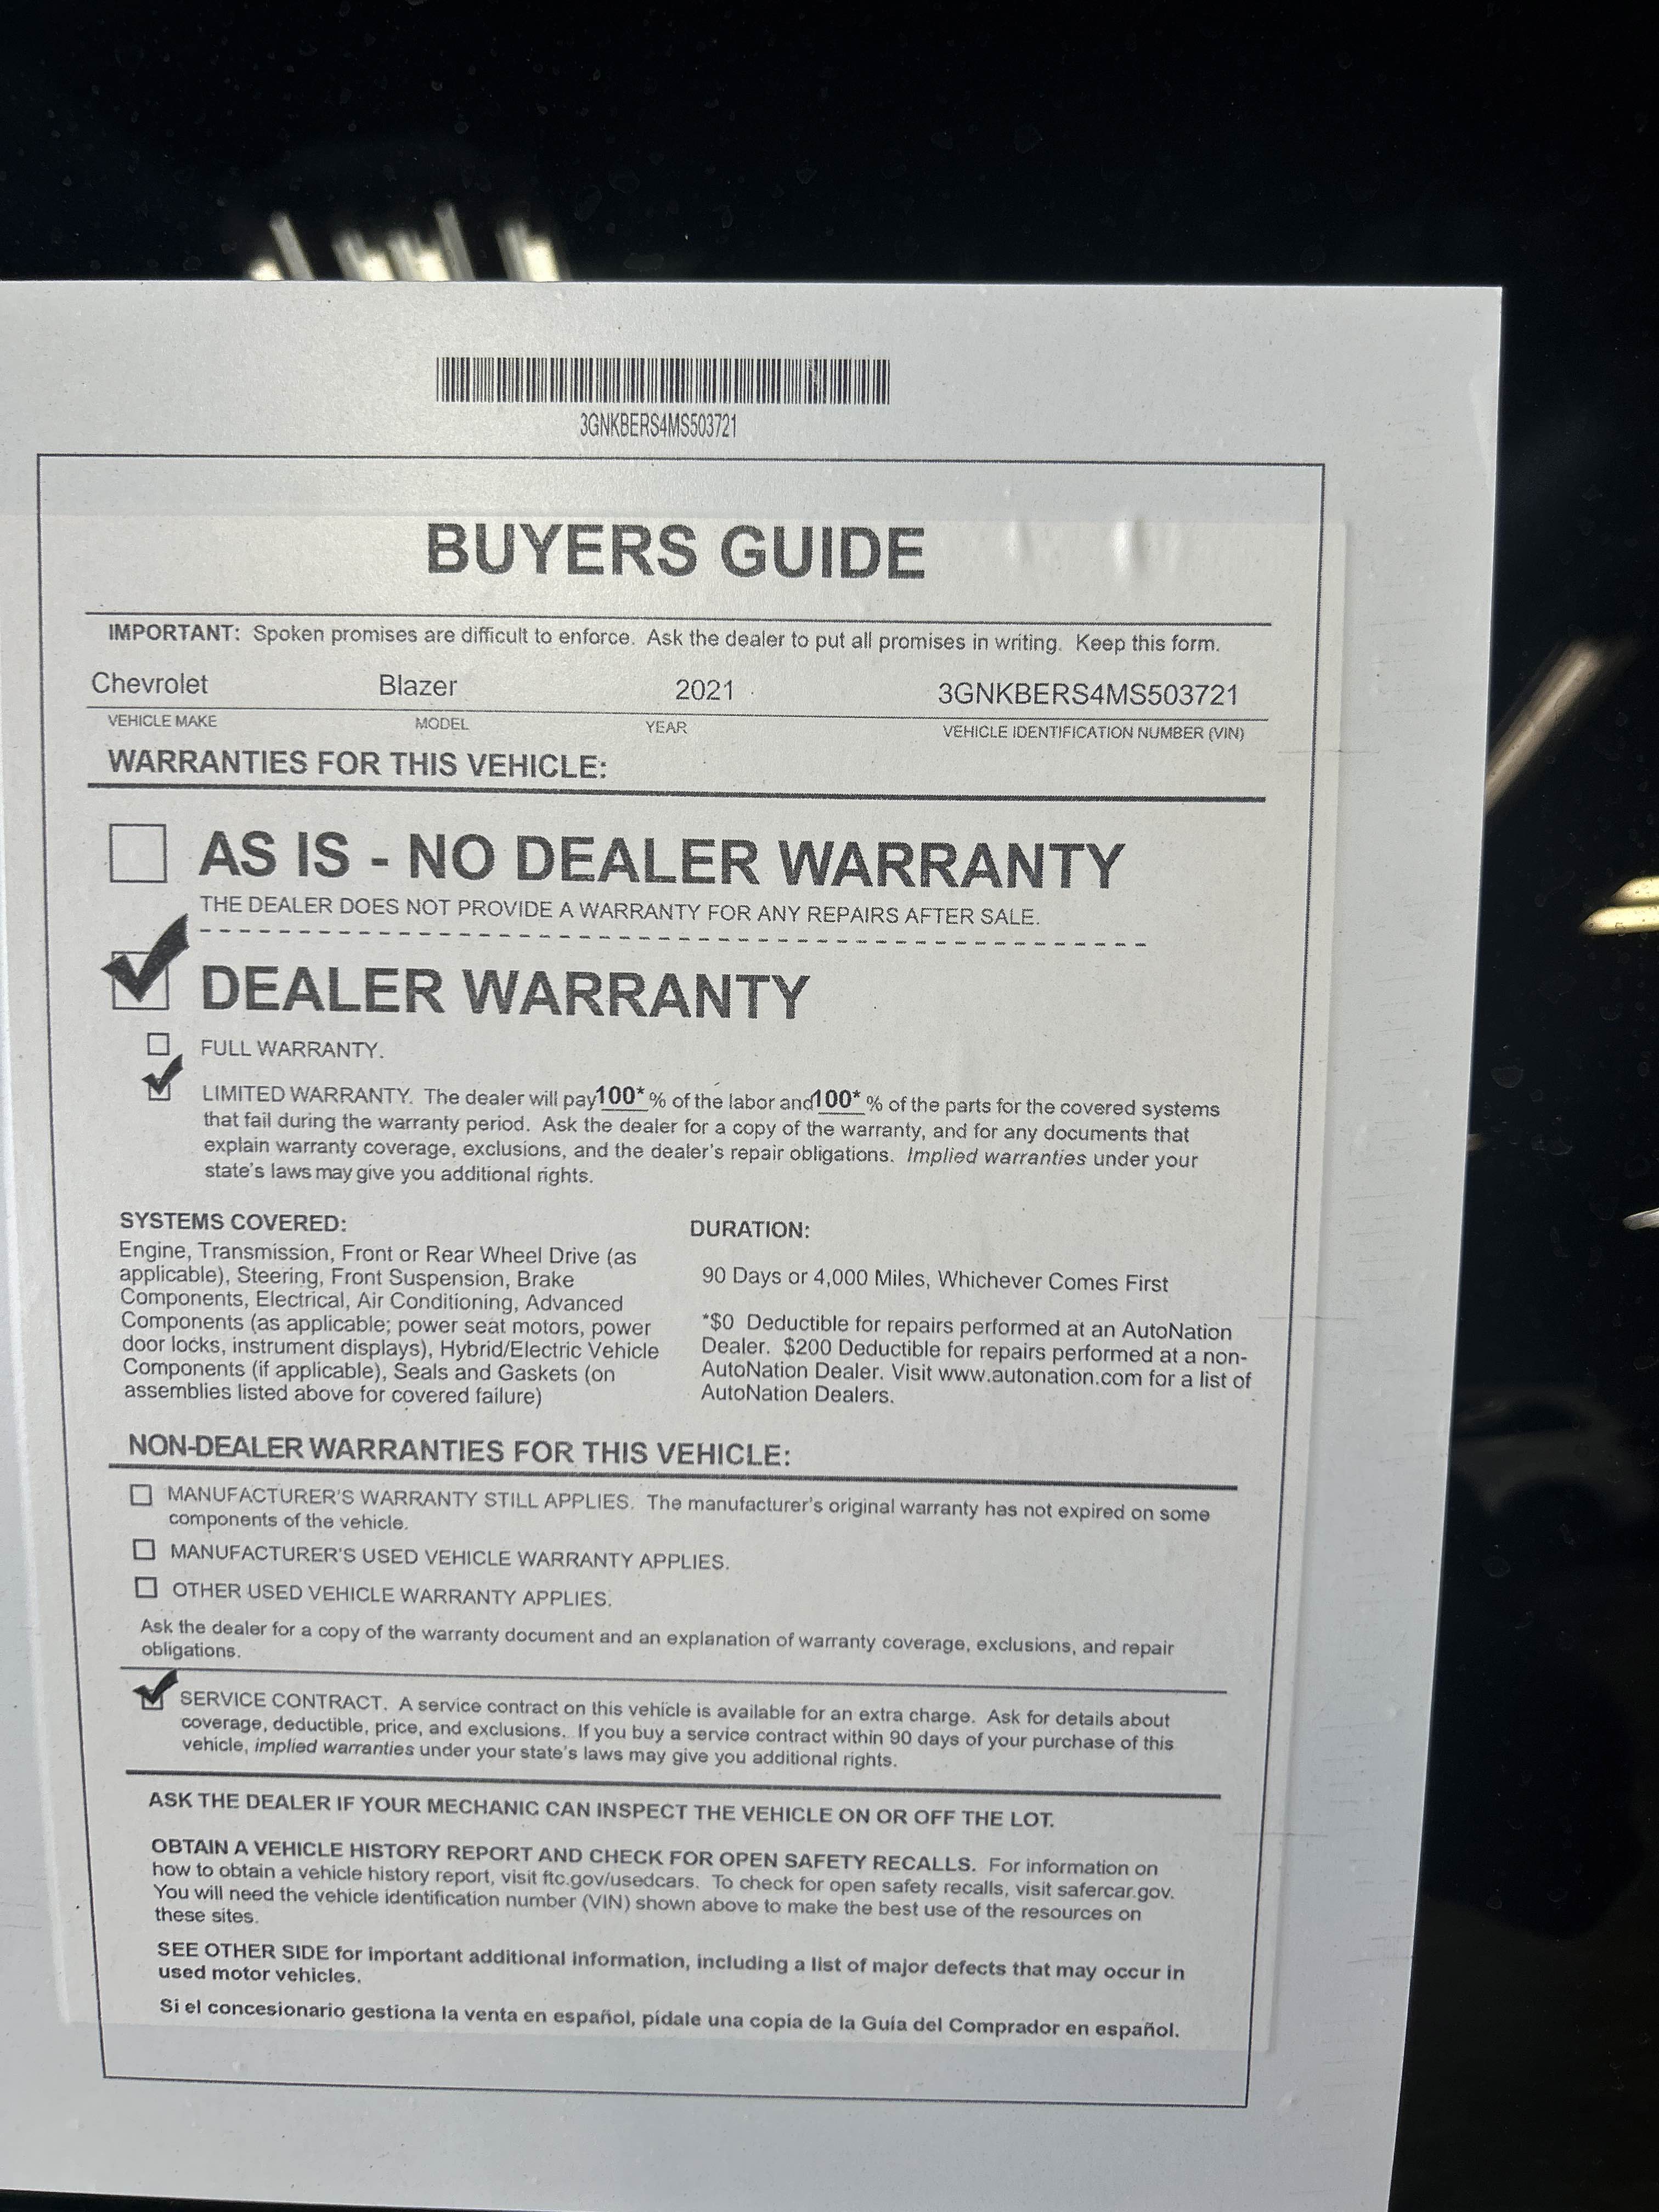 3GNKBERS4MS503721
BUYERS GUIDE
IMPORTANT: Spoken promises are difficult to enforce. Ask the dealer to put all promises in writing. Keep this form.
Chevrolet Blazer 2021 3GNKBERS4MS503721
VEHICLE MAKE MODEL YEAR VEHICLE IDENTIFICATION NUMBER (VIN)
WARRANTIES FOR THIS VEHICLE:
AS IS - NO DEALER WARRANTY
THE DEALER DOES NOT PROVIDE A WARRANTY FOR ANY REPAIRS AFTER SALE.
DEALER WARRANTY
FULL WARRANTY.
LIMITED WARRANTY. The dealer will pay 100* % of the labor and 100* % of the parts for the covered systems
that fail during the warranty period. Ask the dealer for a copy of the warranty, and for any documents that
explain warranty coverage, exclusions, and the dealer's repair obligations. Implied warranties under your
state's laws may give you additional rights.
SYSTEMS COVERED:
Engine, Transmission, Front or Rear Wheel Drive (as
applicable), Steering, Front Suspension, Brake
Components, Electrical, Air Conditioning, Advanced
Components (as applicable; power seat motors, power
door locks, instrument displays), Hybrid/Electric Vehicle
Components (if applicable), Seals and Gaskets (on
assemblies listed above for covered failure)
DURATION:
90 Days or 4,000 Miles, Whichever Comes First
*$0 Deductible for repairs performed at an AutoNation
Dealer. $200 Deductible for repairs performed at a non-
AutoNation Dealer. Visit www.autonation.com for a list of
AutoNation Dealers.
NON-DEALER WARRANTIES FOR THIS VEHICLE:
MANUFACTURER'S WARRANTY STILL APPLIES. The manufacturer's original warranty has not expired on some
components of the vehicle.
MANUFACTURER'S USED VEHICLE WARRANTY APPLIES.
OTHER USED VEHICLE WARRANTY APPLIES.
Ask the dealer for a copy of the warranty document and an explanation of warranty coverage, exclusions, and repair
obligations.
SERVICE CONTRACT. A service contract on this vehicle is available for an extra charge. Ask for details about
coverage, deductible, price, and exclusions. If you buy a service contract within 90 days of your purchase of this
vehicle, implied warranties under your state's laws may give you additional rights.
ASK THE DEALER IF YOUR MECHANIC CAN INSPECT THE VEHICLE ON OR OFF THE LOT.
OBTAIN A VEHICLE HISTORY REPORT AND CHECK FOR OPEN SAFETY RECALLS. For information on
how to obtain a vehicle history report, visit ftc.gov/usedcars. To check for open safety recalls, visit safercar.gov.
You will need the vehicle identification number (VIN) shown above to make the best use of the resources on
these sites.
SEE OTHER SIDE for important additional information, including a list of major defects that may occur in
used motor vehicles.
Si el concesionario gestiona la venta en español, pídale una copia de la Guía del Comprador en español.